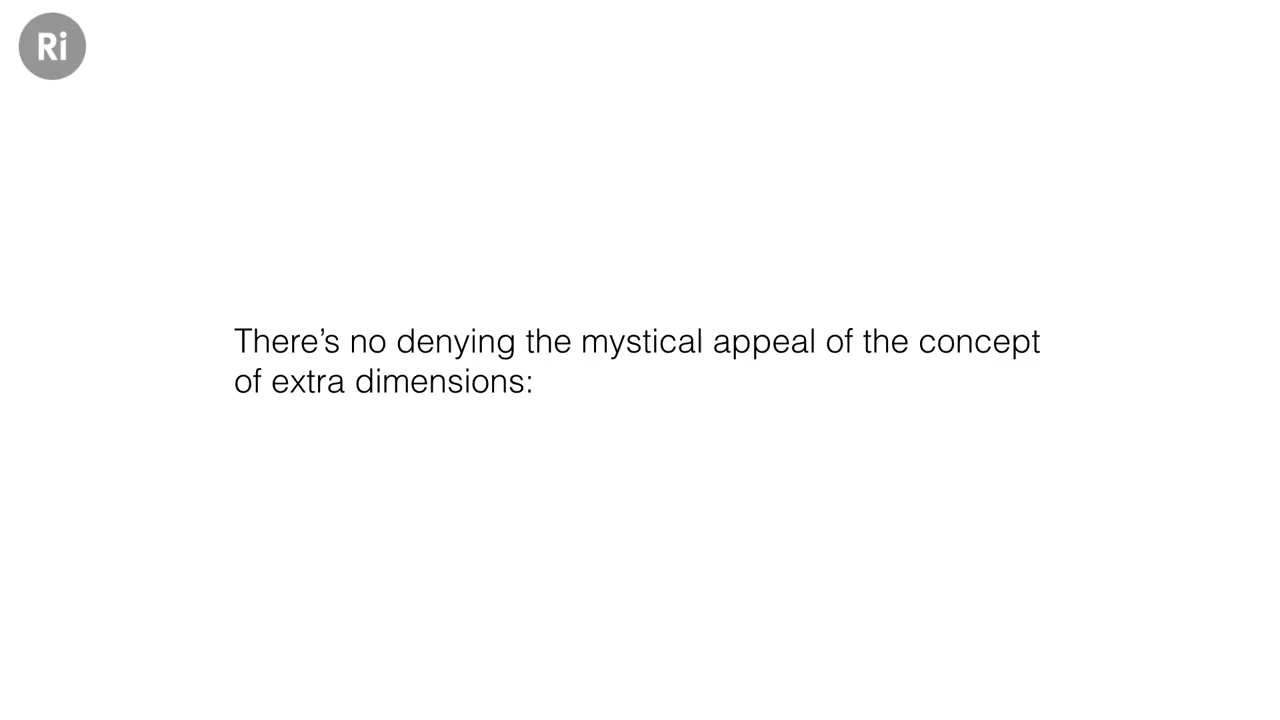 Ri
There’s no denying the mystical appeal of the concept
of extra dimensions: